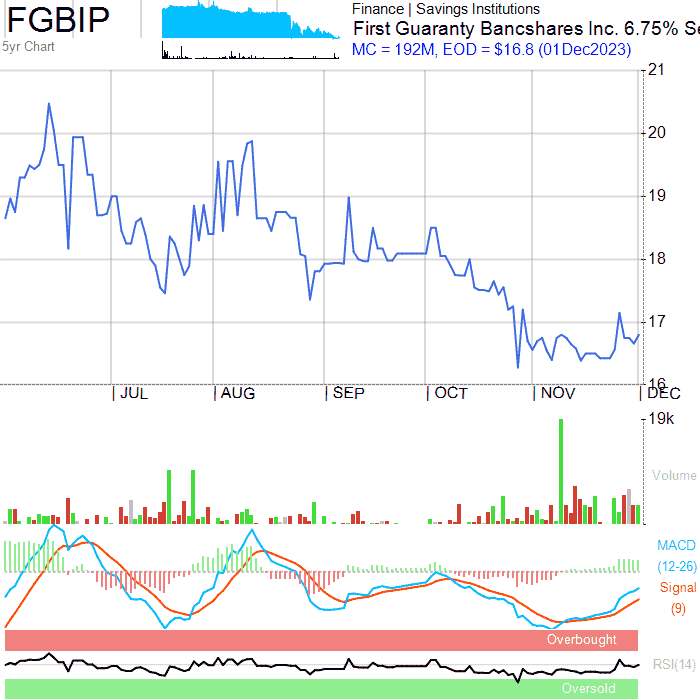 FGBIP
5yr Chart
Finance | Savings Institutions
First Guaranty Bancshares Inc. 6.75% Se
MC = 192M, EOD = $16.8 (01Dec2023)
21
20
19
18
17
16
JUL AUG SEP OCT NOV DEC
19k
Volume
MACD
(12-26)
Signal
(9)
Overbought
RSI(14)
Oversold